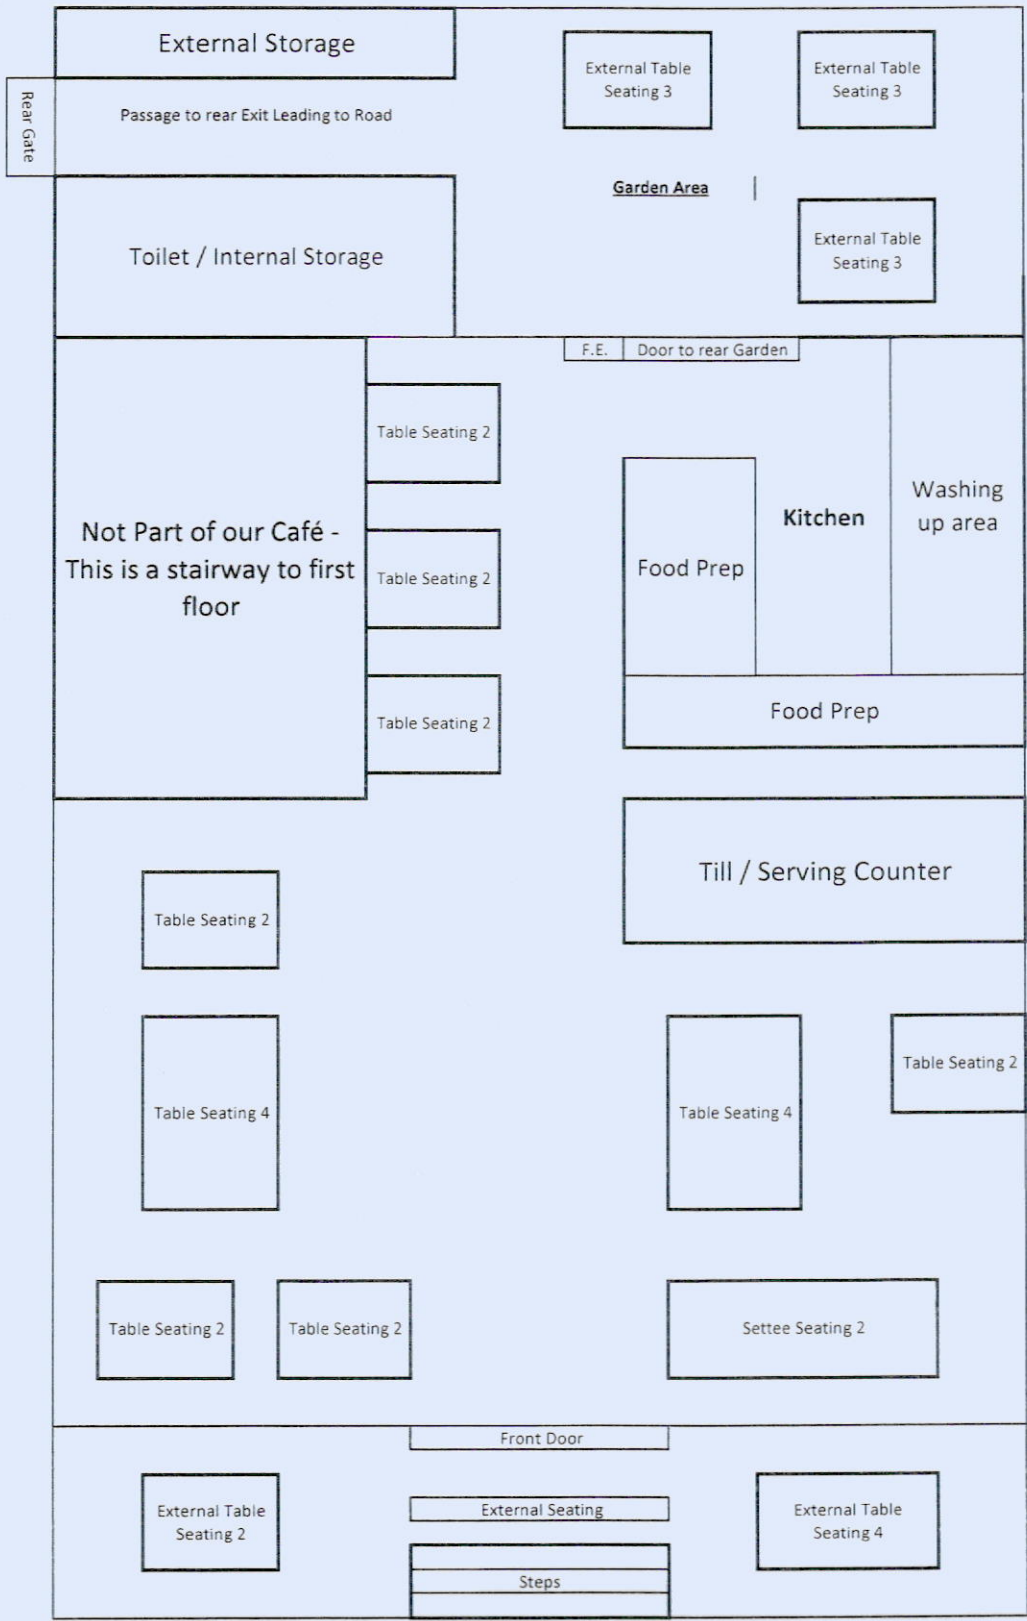 External Storage
External Table
Seating 3
External Table
Seating 3
Rear Gate
Passage to rear Exit Leading to Road
Garden Area
External Table
Seating 3
Toilet / Internal Storage
F.E.
Door to rear Garden
Table Seating 2
Not Part of our Café -
This is a stairway to first
floor
Table Seating 2
Table Seating 2
Food Prep
Kitchen
Washing
up area
Food Prep
Till / Serving Counter
Table Seating 2
Table Seating 4
Table Seating 4
Table Seating 2
Table Seating 2
Table Seating 2
Settee Seating 2
Front Door
External Table
Seating 2
External Seating
External Table
Seating 4
Steps